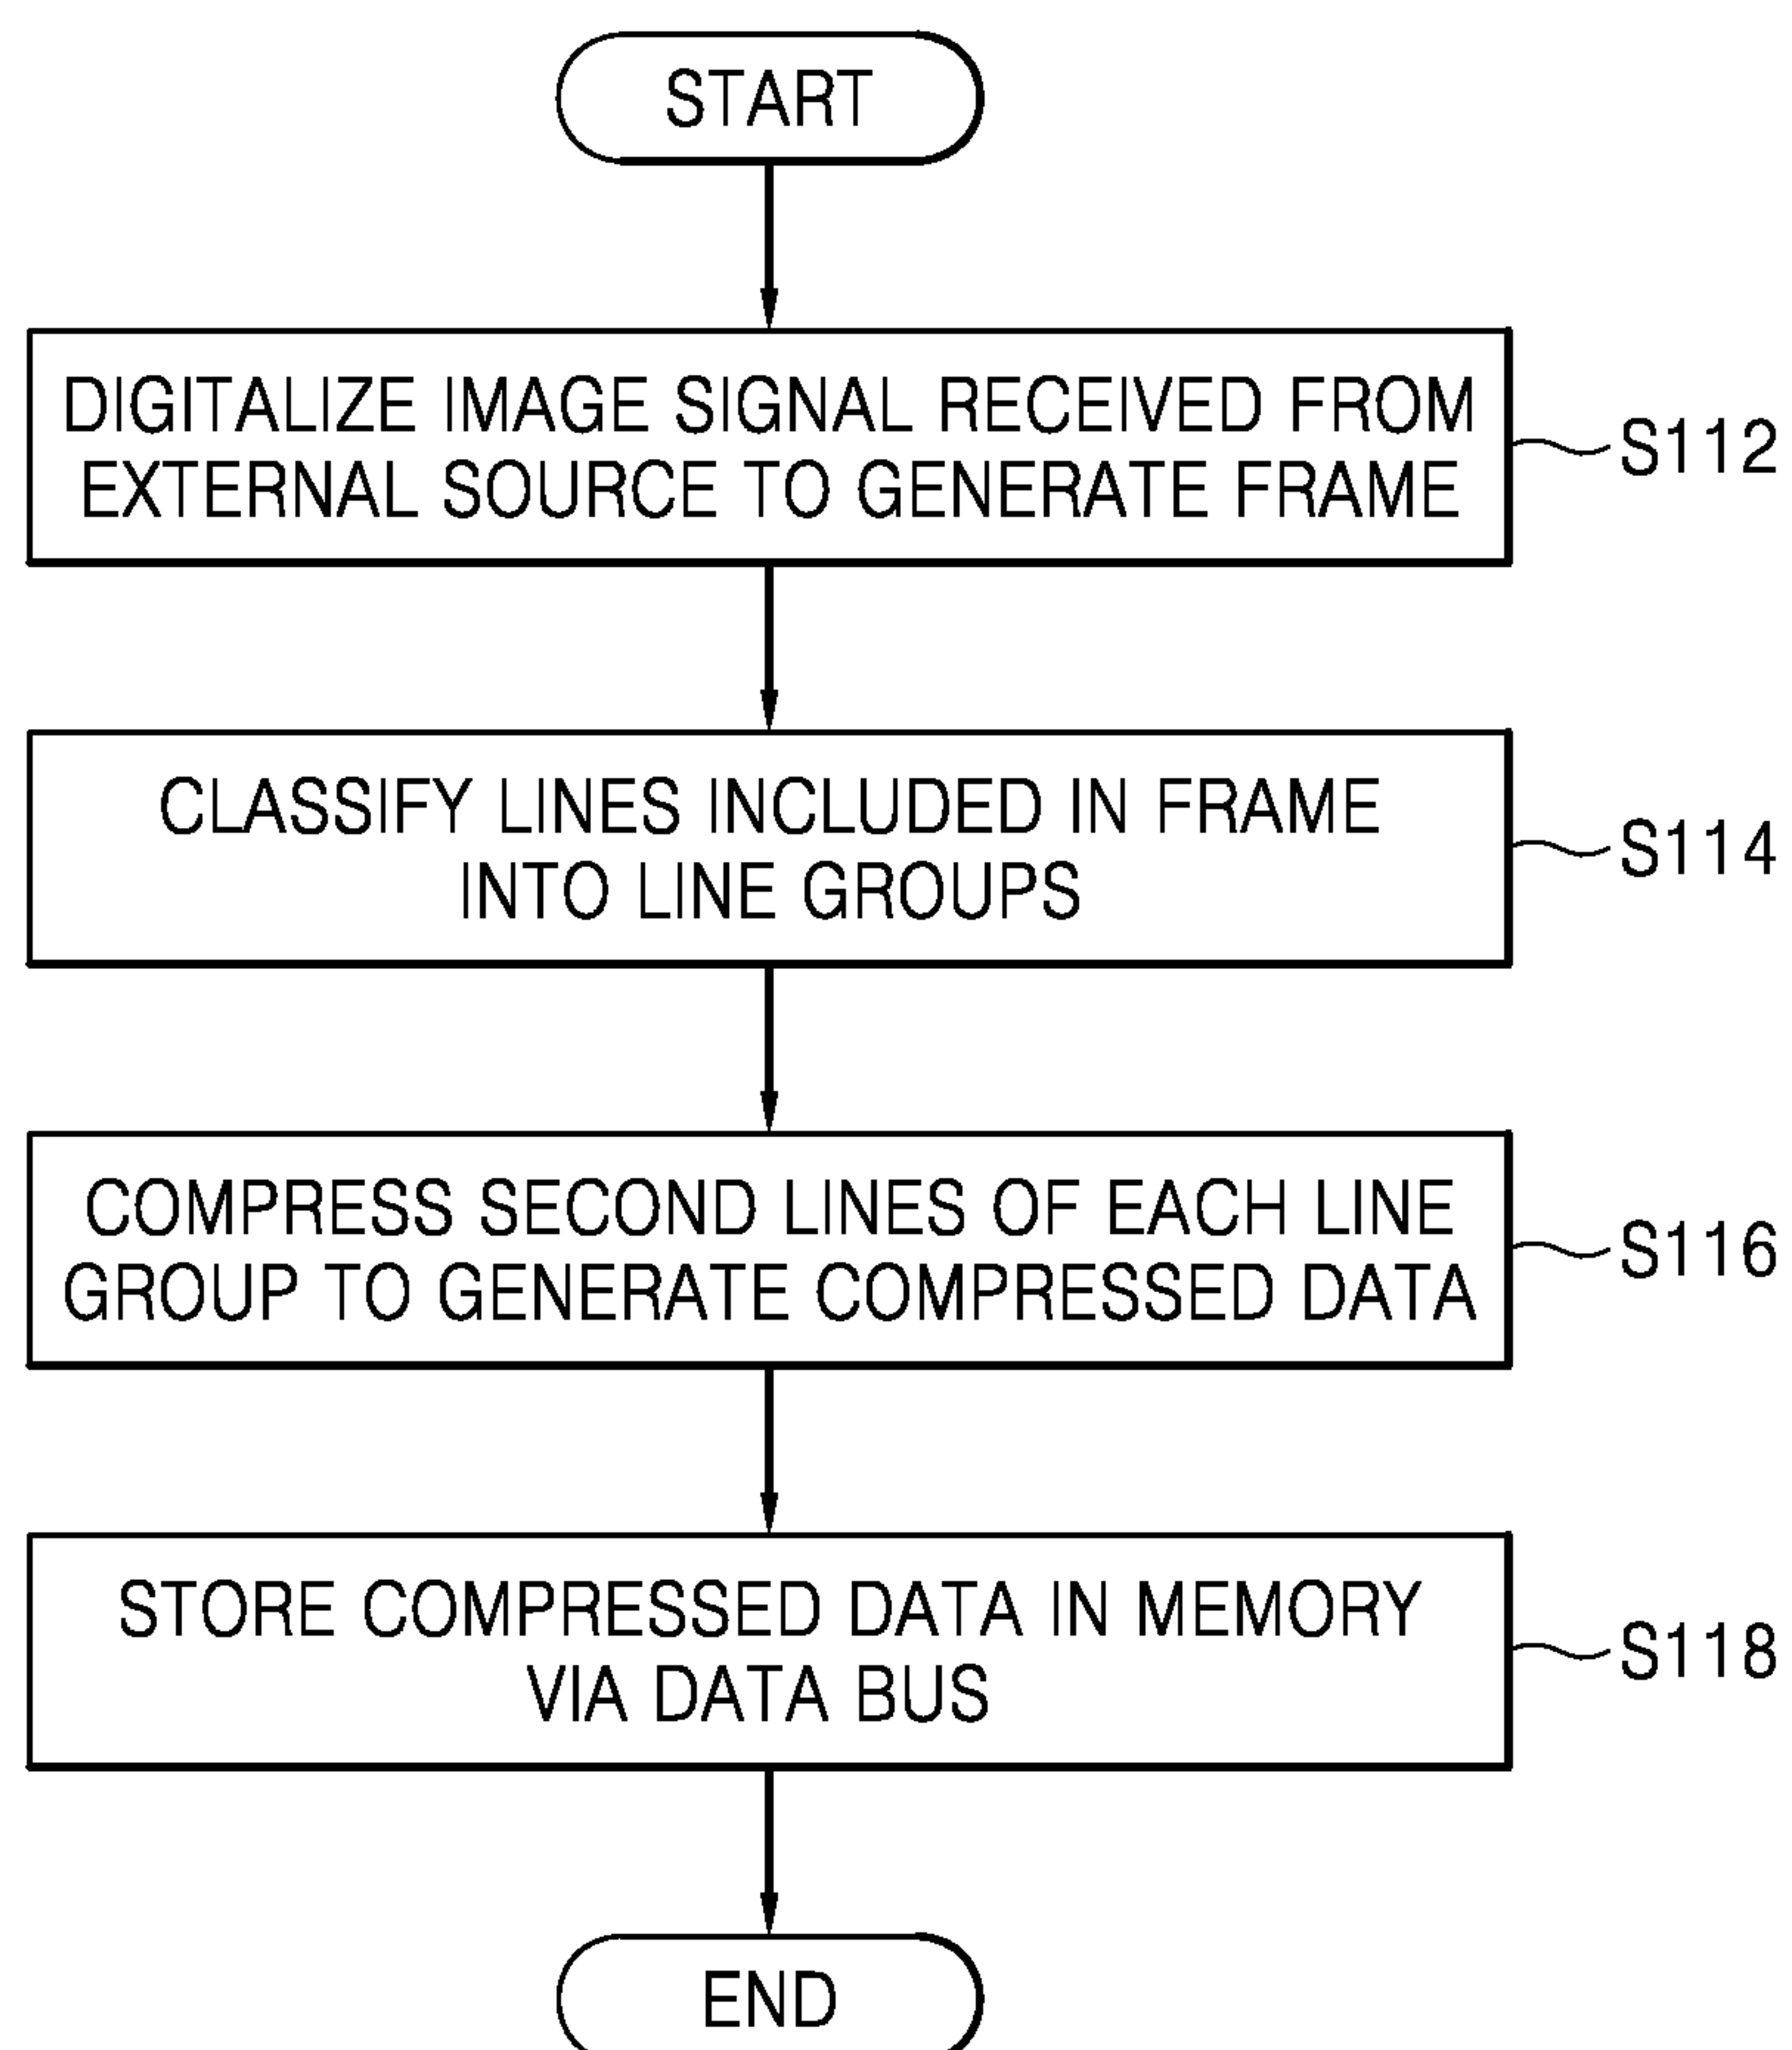 START
DIGITALIZE IMAGE SIGNAL RECEIVED FROM
EXTERNAL SOURCE TO GENERATE FRAME
S112
CLASSIFY LINES INCLUDED IN FRAME
INTO LINE GROUPS
S114
COMPRESS SECOND LINES OF EACH LINE
GROUP TO GENERATE COMPRESSED DATA
S116
STORE COMPRESSED DATA IN MEMORY
VIA DATA BUS
S118
END